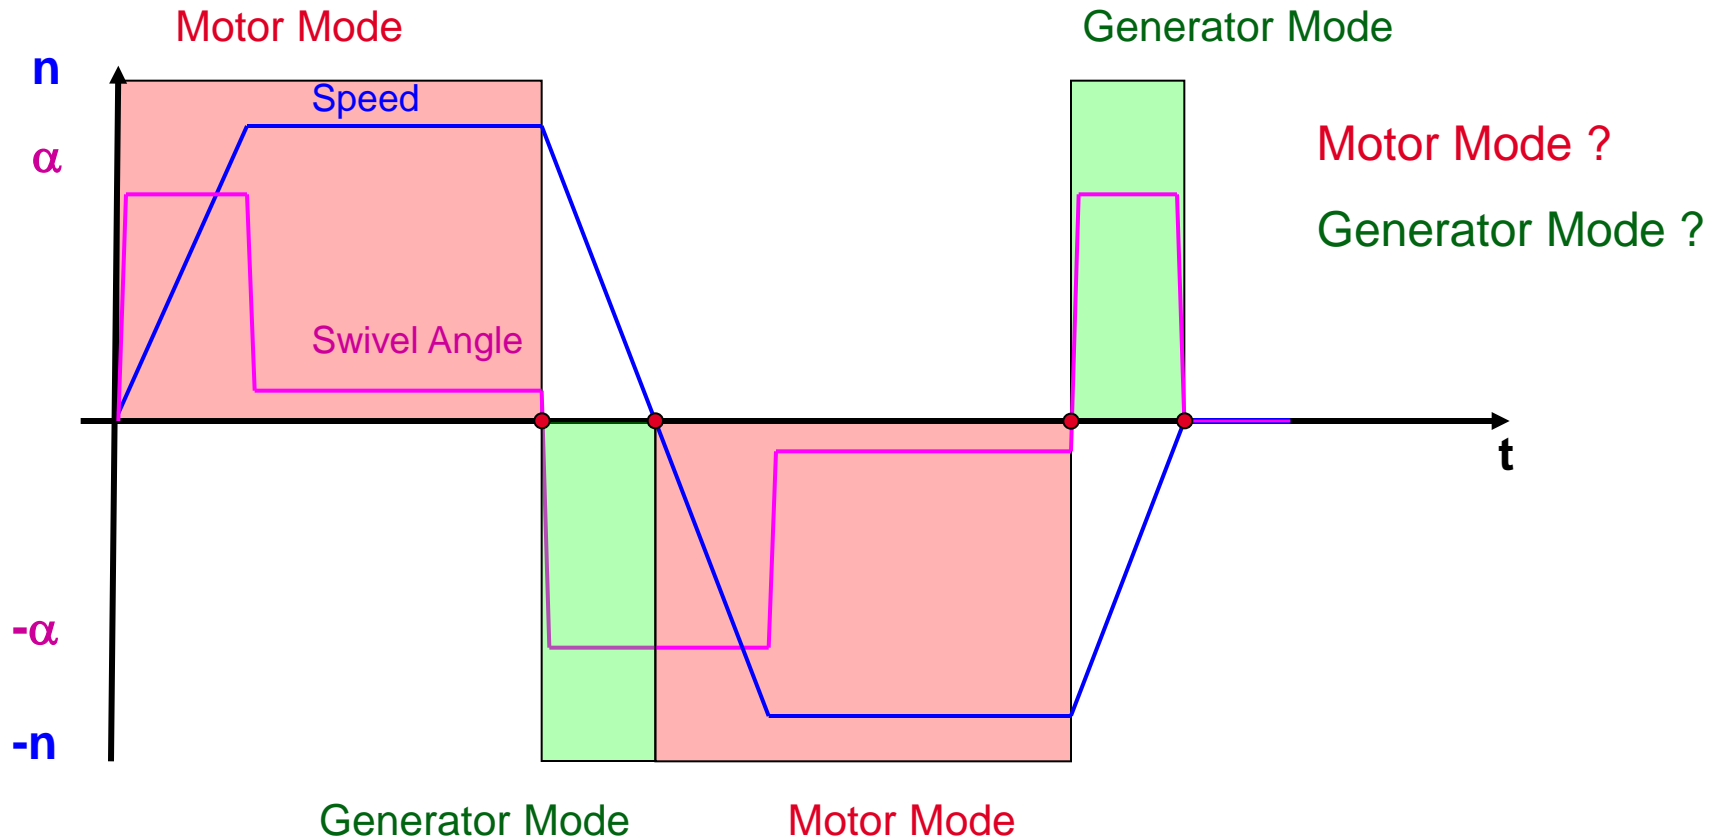 Motor Mode
Generator Mode
n
Speed
α
Motor Mode ?
Generator Mode ?
Swivel Angle
t
-α
-n
Generator Mode
Motor Mode